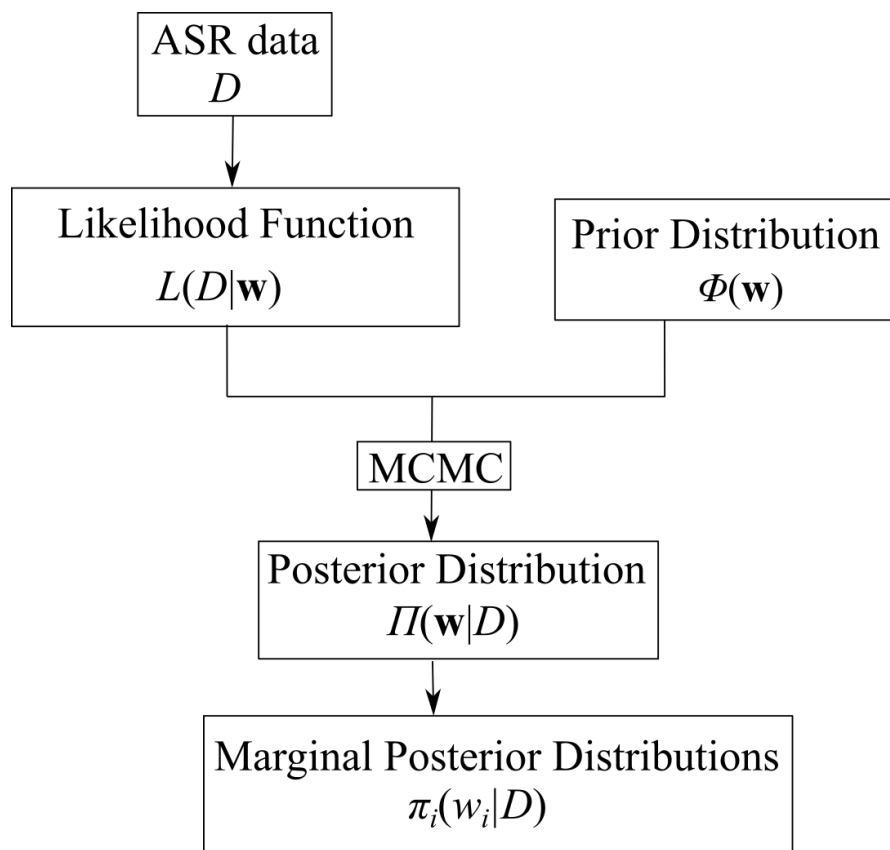 ASR data
D
Likelihood Function
L(D|w)
Prior Distribution
Φ(w)
MCMC
Posterior Distribution
Π(w|D)
Marginal Posterior Distributions
πᵢ(wᵢ|D)